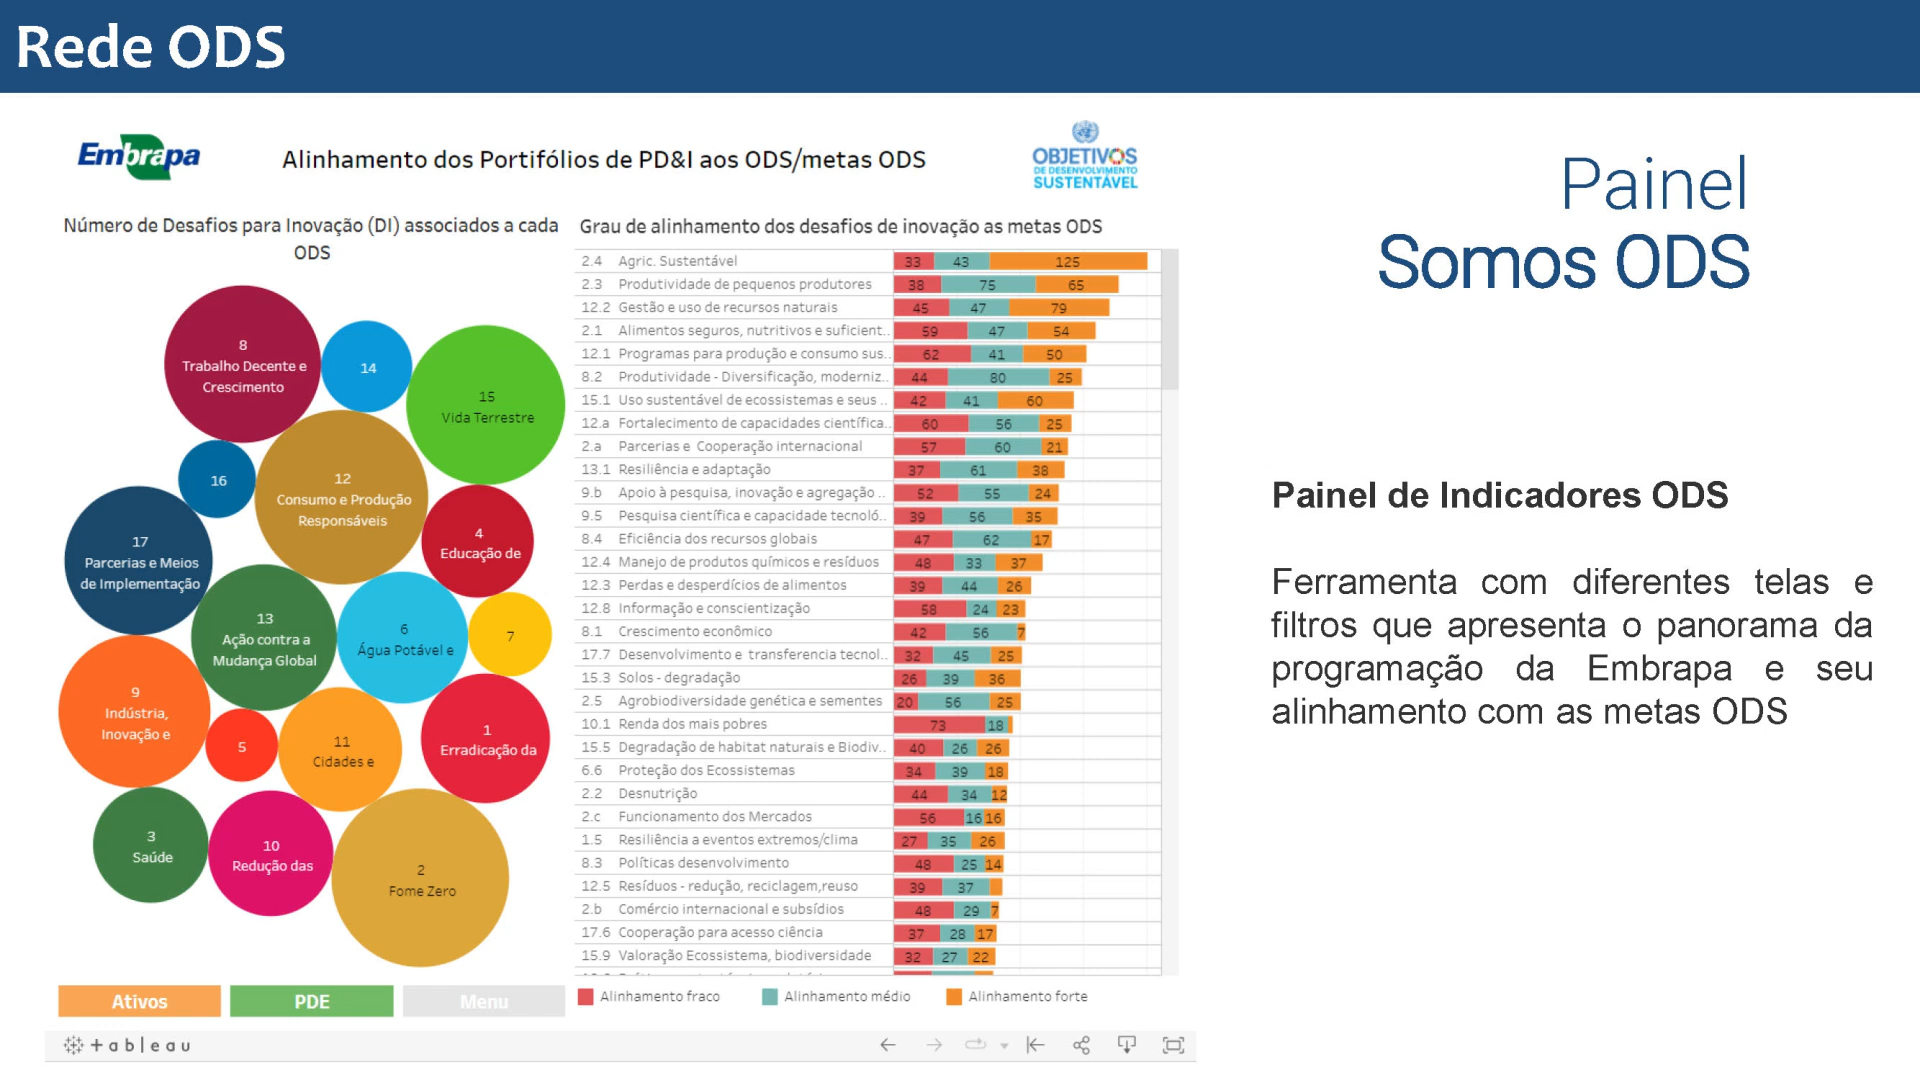 Rede ODS
Embrapa
Alinhamento dos Portifólios de PD&I aos ODS/metas ODS
OBJETIVOS
DE DESENVOLVIMENTO
SUSTENTÁVEL
Número de Desafios para Inovação (DI) associados a cada
ODS
8
Trabalho Decente e
Crescimento
14
15
Vida Terrestre
16
12
Consumo e Produção
Responsáveis
4
Educação de
17
Parcerias e Meios
de Implementação
13
Ação contra a
Mudança Global
6
Água Potável e
7
9
Indústria,
Inovação e
5
11
Cidades e
1
Erradicação da
3
Saúde
10
Redução das
2
Fome Zero
Ativos
PDE
Menu
Grau de alinhamento dos desafios de inovação as metas ODS
2.4 Agric. Sustentável 33 43 125
2.3 Produtividade de pequenos produtores 38 75 65
12.2 Gestão e uso de recursos naturais 45 47 79
2.1 Alimentos seguros, nutritivos e suficient.. 59 47 54
12.1 Programas para produção e consumo sus.. 62 41 50
8.2 Produtividade - Diversificação, moderniz.. 44 80 25
15.1 Uso sustentável de ecossistemas e seus .. 42 41 60
12.a Fortalecimento de capacidades científica.. 60 56 25
2.a Parcerias e Cooperação internacional 57 60 21
13.1 Resiliência e adaptação 37 61 38
9.b Apoio à pesquisa, inovação e agregação .. 52 55 24
9.5 Pesquisa científica e capacidade tecnoló.. 39 56 35
8.4 Eficiência dos recursos globais 47 62 17
12.4 Manejo de produtos químicos e resíduos 48 33 37
12.3 Perdas e desperdícios de alimentos 39 44 26
12.8 Informação e conscientização 58 24 23
8.1 Crescimento econômico 42 56 7
17.7 Desenvolvimento e transferencia tecnol.. 32 45 25
15.3 Solos - degradação 26 39 36
2.5 Agrobiodiversidade genética e sementes 20 56 25
10.1 Renda dos mais pobres 73 18
15.5 Degradação de habitat naturais e Biodiv.. 40 26 26
6.6 Proteção dos Ecossistemas 34 39 18
2.2 Desnutrição 44 34 12
2.c Funcionamento dos Mercados 56 16 16
1.5 Resiliência a eventos extremos/clima 27 35 26
8.3 Políticas desenvolvimento 48 25 14
12.5 Resíduos - redução, reciclagem,reuso 39 37
2.b Comércio internacional e subsídios 48 29 7
17.6 Cooperação para acesso ciência 37 28 17
15.9 Valoração Ecossistema, biodiversidade 32 27 22
Alinhamento fraco
Alinhamento médio
Alinhamento forte
+ableau
Painel
Somos ODS
Painel de Indicadores ODS
Ferramenta com diferentes telas e
filtros que apresenta o panorama da
programação da Embrapa e seu
alinhamento com as metas ODS